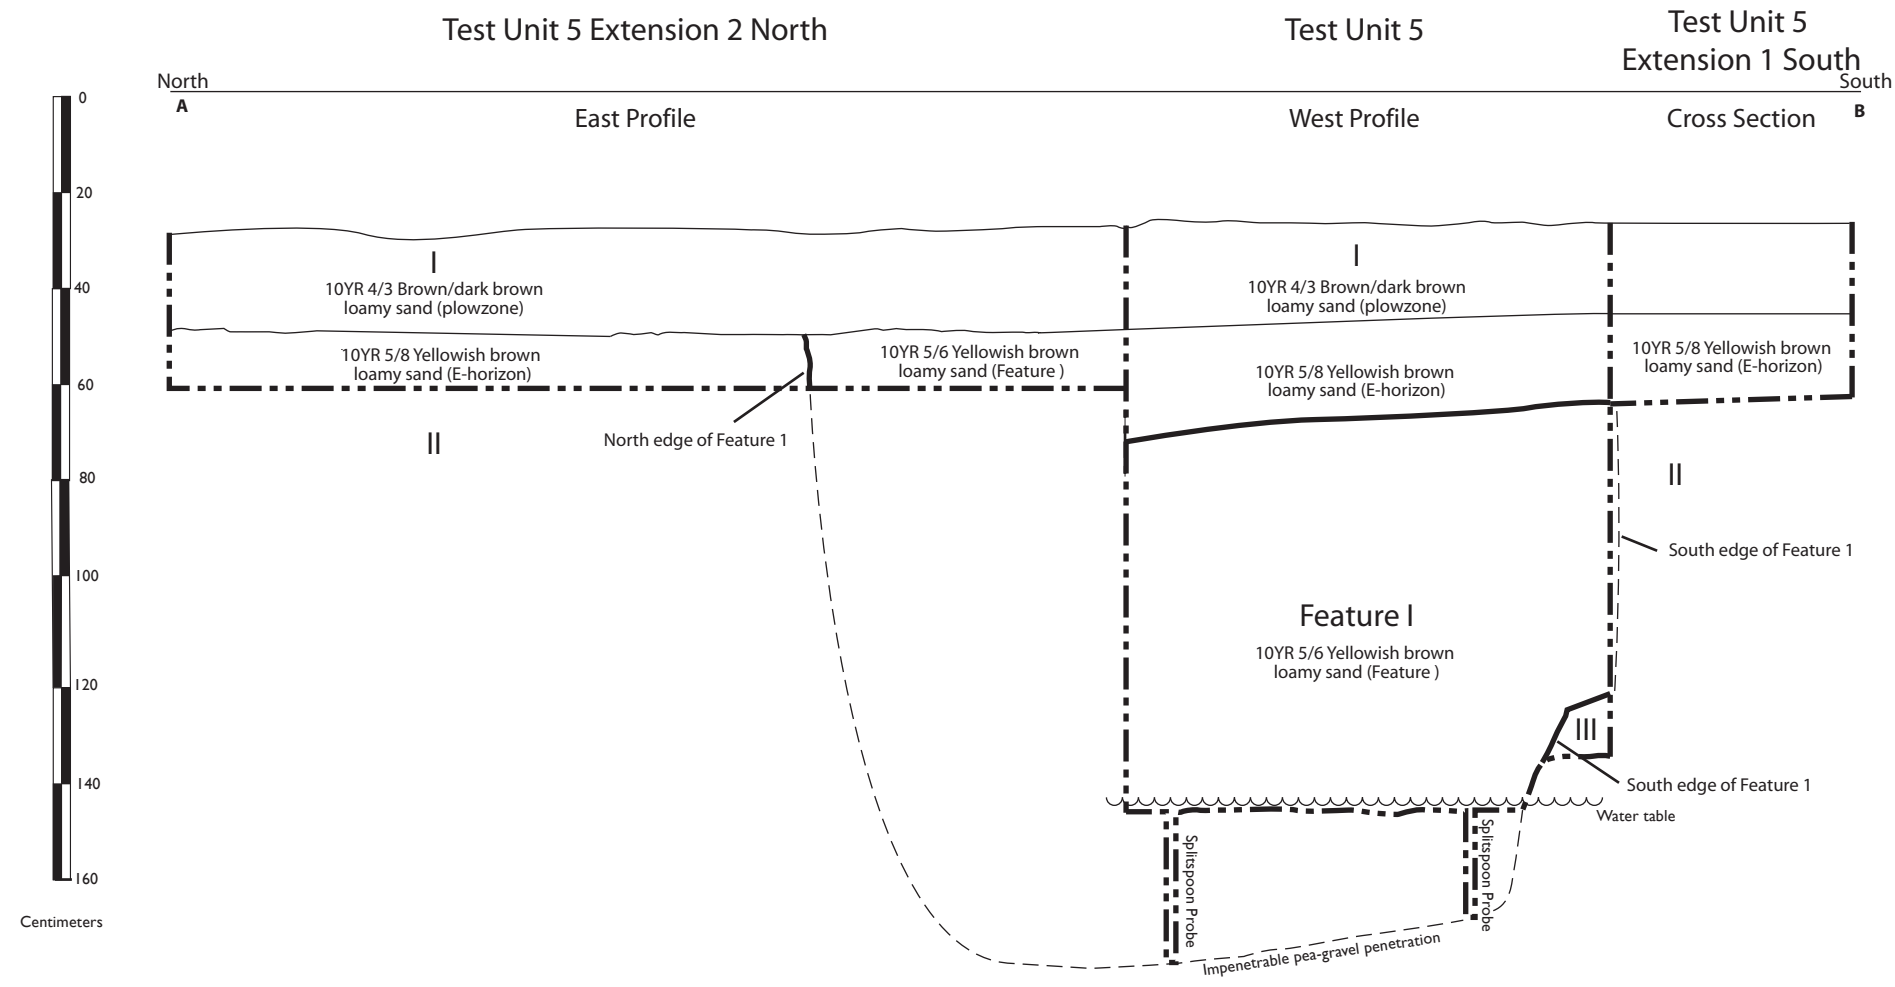 Test Unit 5 Extension 2 North
Test Unit 5
Test Unit 5
Extension 1 South
North
South
A
B
East Profile
West Profile
Cross Section
0
20
40
60
80
100
120
140
160
Centimeters
I
10YR 4/3 Brown/dark brown
loamy sand (plowzone)
I
10YR 4/3 Brown/dark brown
loamy sand (plowzone)
10YR 5/8 Yellowish brown
loamy sand (E-horizon)
10YR 5/6 Yellowish brown
loamy sand (Feature )
10YR 5/8 Yellowish brown
loamy sand (E-horizon)
10YR 5/8 Yellowish brown
loamy sand (E-horizon)
II
North edge of Feature 1
II
South edge of Feature 1
Feature I
10YR 5/6 Yellowish brown
loamy sand (Feature )
III
South edge of Feature 1
Water table
Splitspoon Probe
Splitspoon Probe
Impenetrable pea-gravel penetration